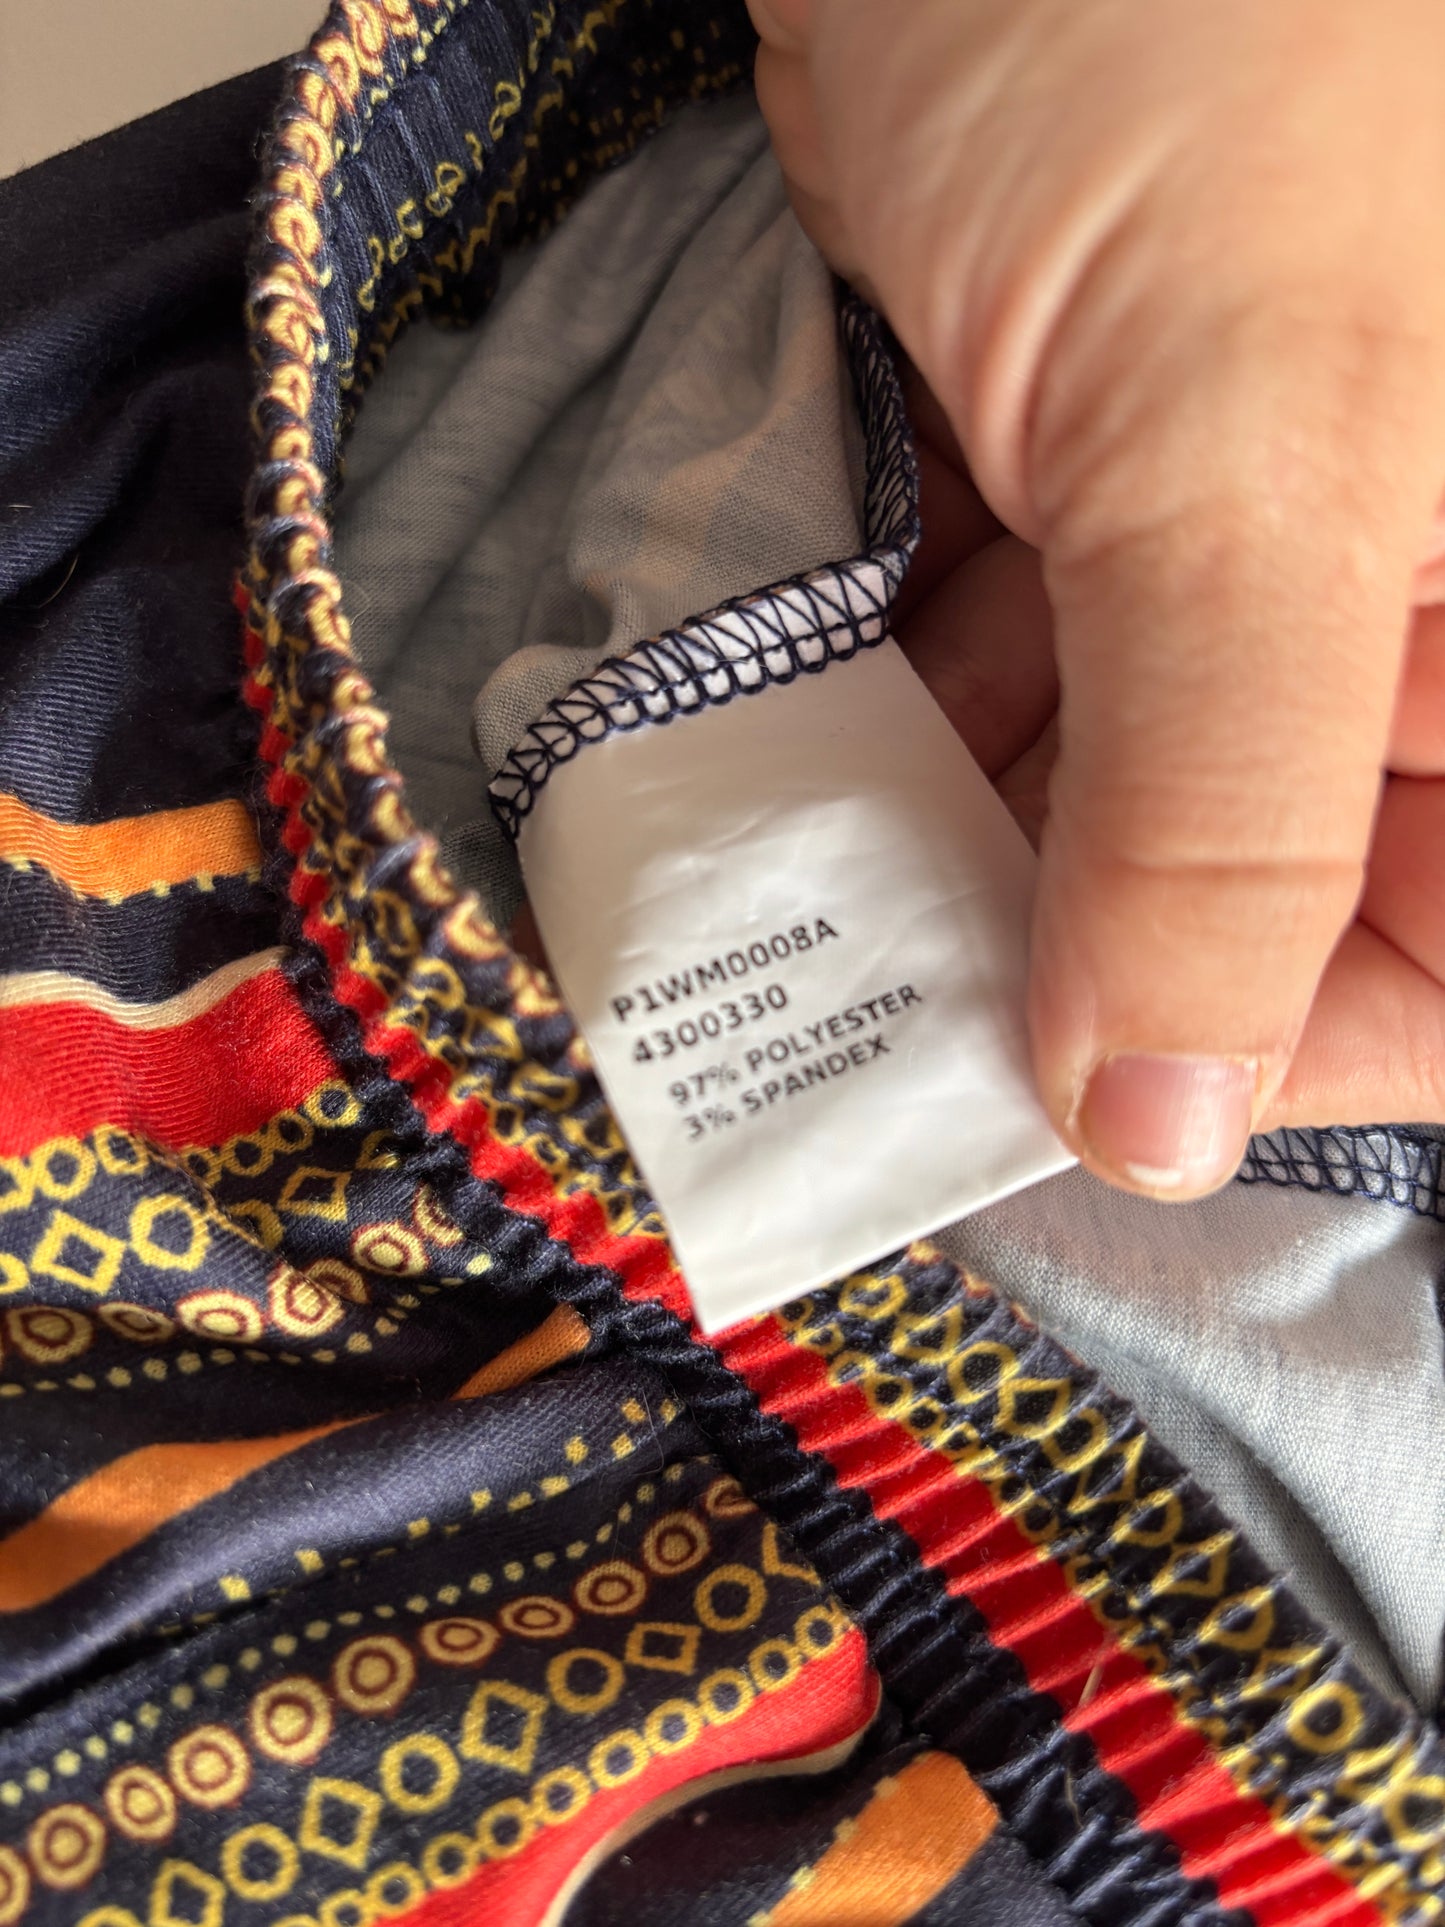 P1WM0008A
4300330
97% POLYESTER
3% SPANDEX